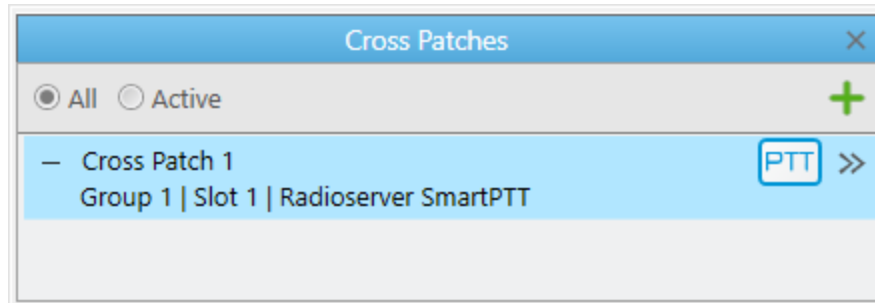 Cross Patches
All Active
Cross Patch 1 PTT
Group 1 | Slot 1 | Radioserver SmartPTT